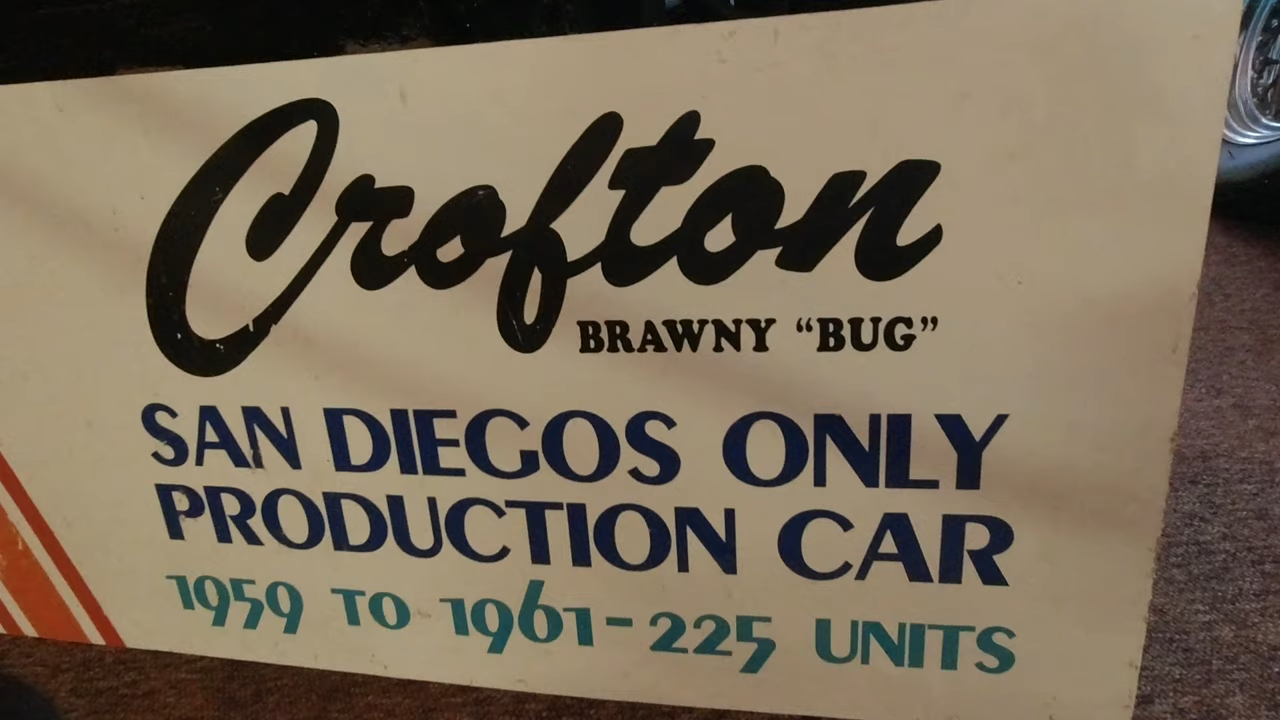 Crofton
BRAWNY “BUG”
SAN DIEGOS ONLY
PRODUCTION CAR
1959 TO 1961-225 UNITS